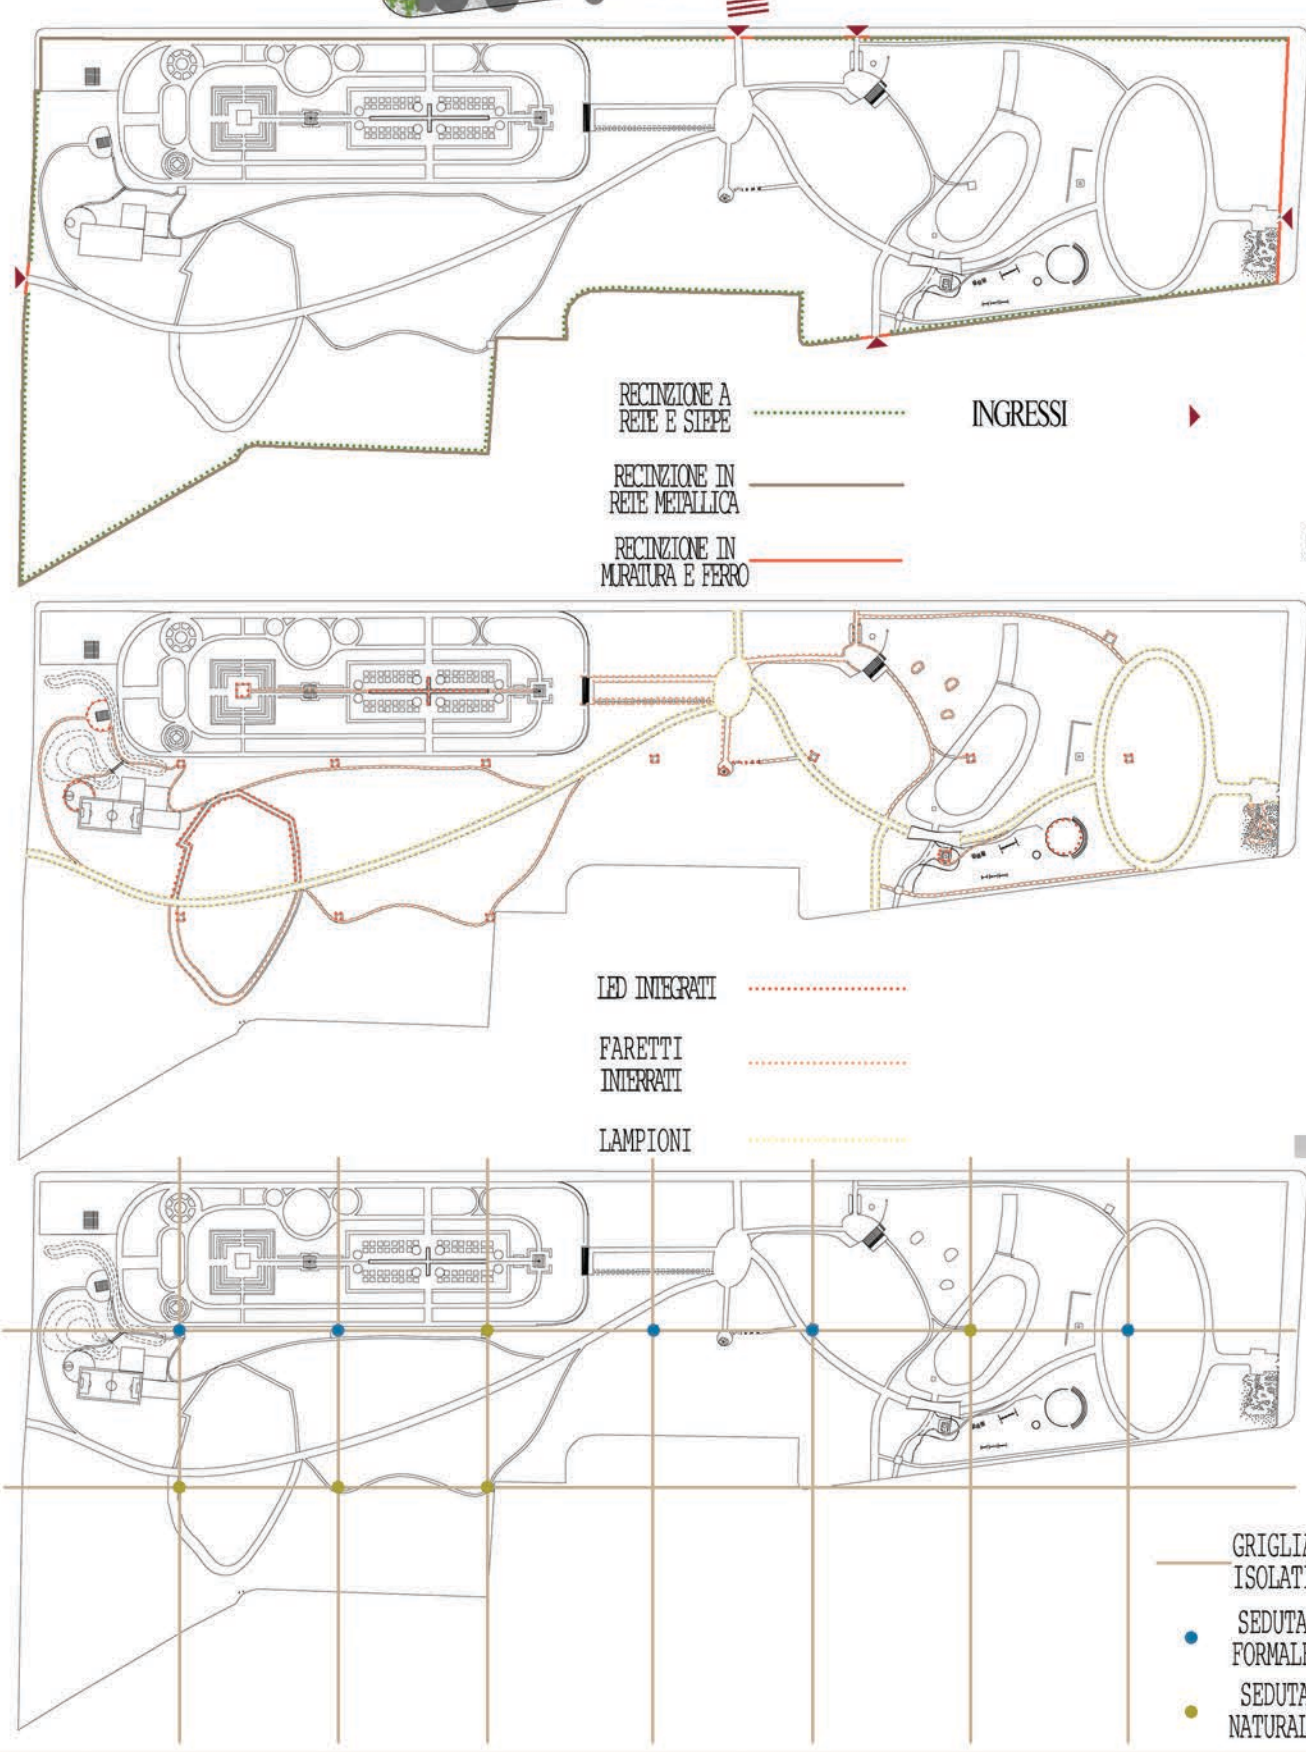 RECINZIONE A
RETE E SIEPE
INGRESSI
RECINZIONE IN
RETE METALLICA
RECINZIONE IN
MURATURA E FERRO
LED INTEGRATI
FARETTI
INTERRATI
LAMPIONI
GRIGLIA
ISOLATI
SEDUTA
FORMALE
SEDUTA
NATURAL